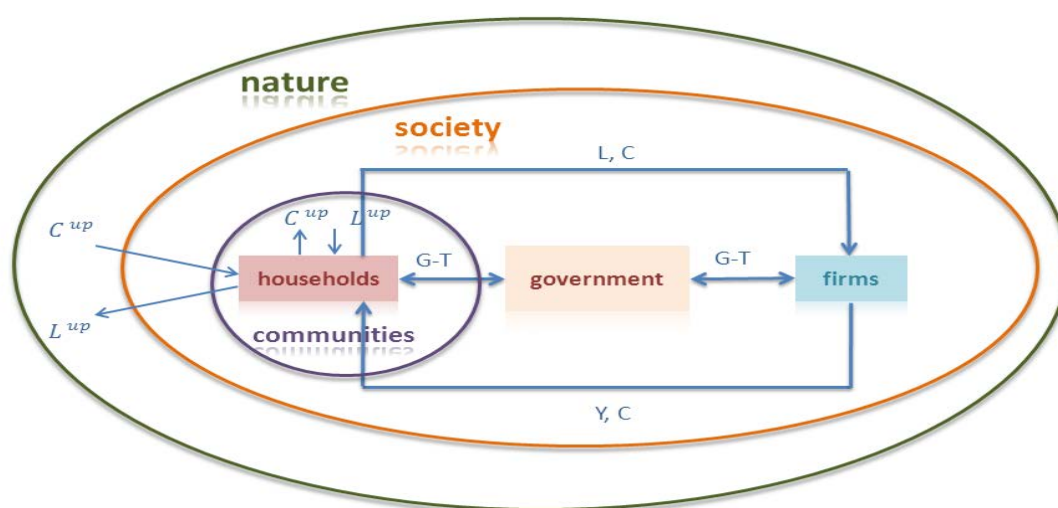 nature
society
L, C
C up L up
C up
G-T
G-T
households
government
firms
L up
communities
Y, C